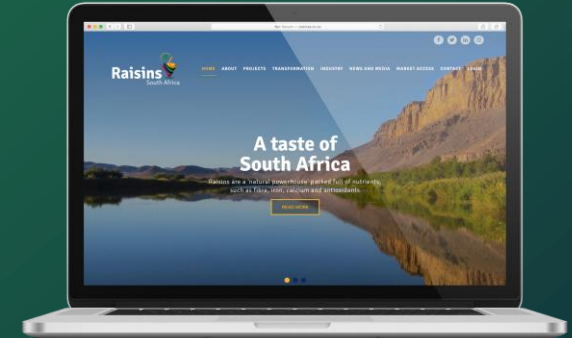 Raisins
South Africa
HOME ABOUT PROJECTS TRANSFORMATION INDUSTRY NEWS AND MEDIA MARKET ACCESS CONTACT LOGIN
A taste of
South Africa
Raisins are a 'natural powerhouse' packed full of nutrients,
such as fibre, iron, calcium and antioxidants
READ MORE